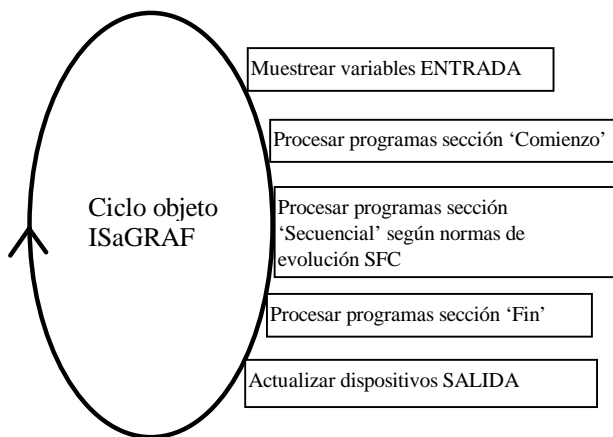 Muestrear variables ENTRADA
Procesar programas sección ‘Comienzo’
Ciclo objeto
ISaGRAF
Procesar programas sección
‘Secuencial’ según normas de
evolución SFC
Procesar programas sección ‘Fin’
Actualizar dispositivos SALIDA